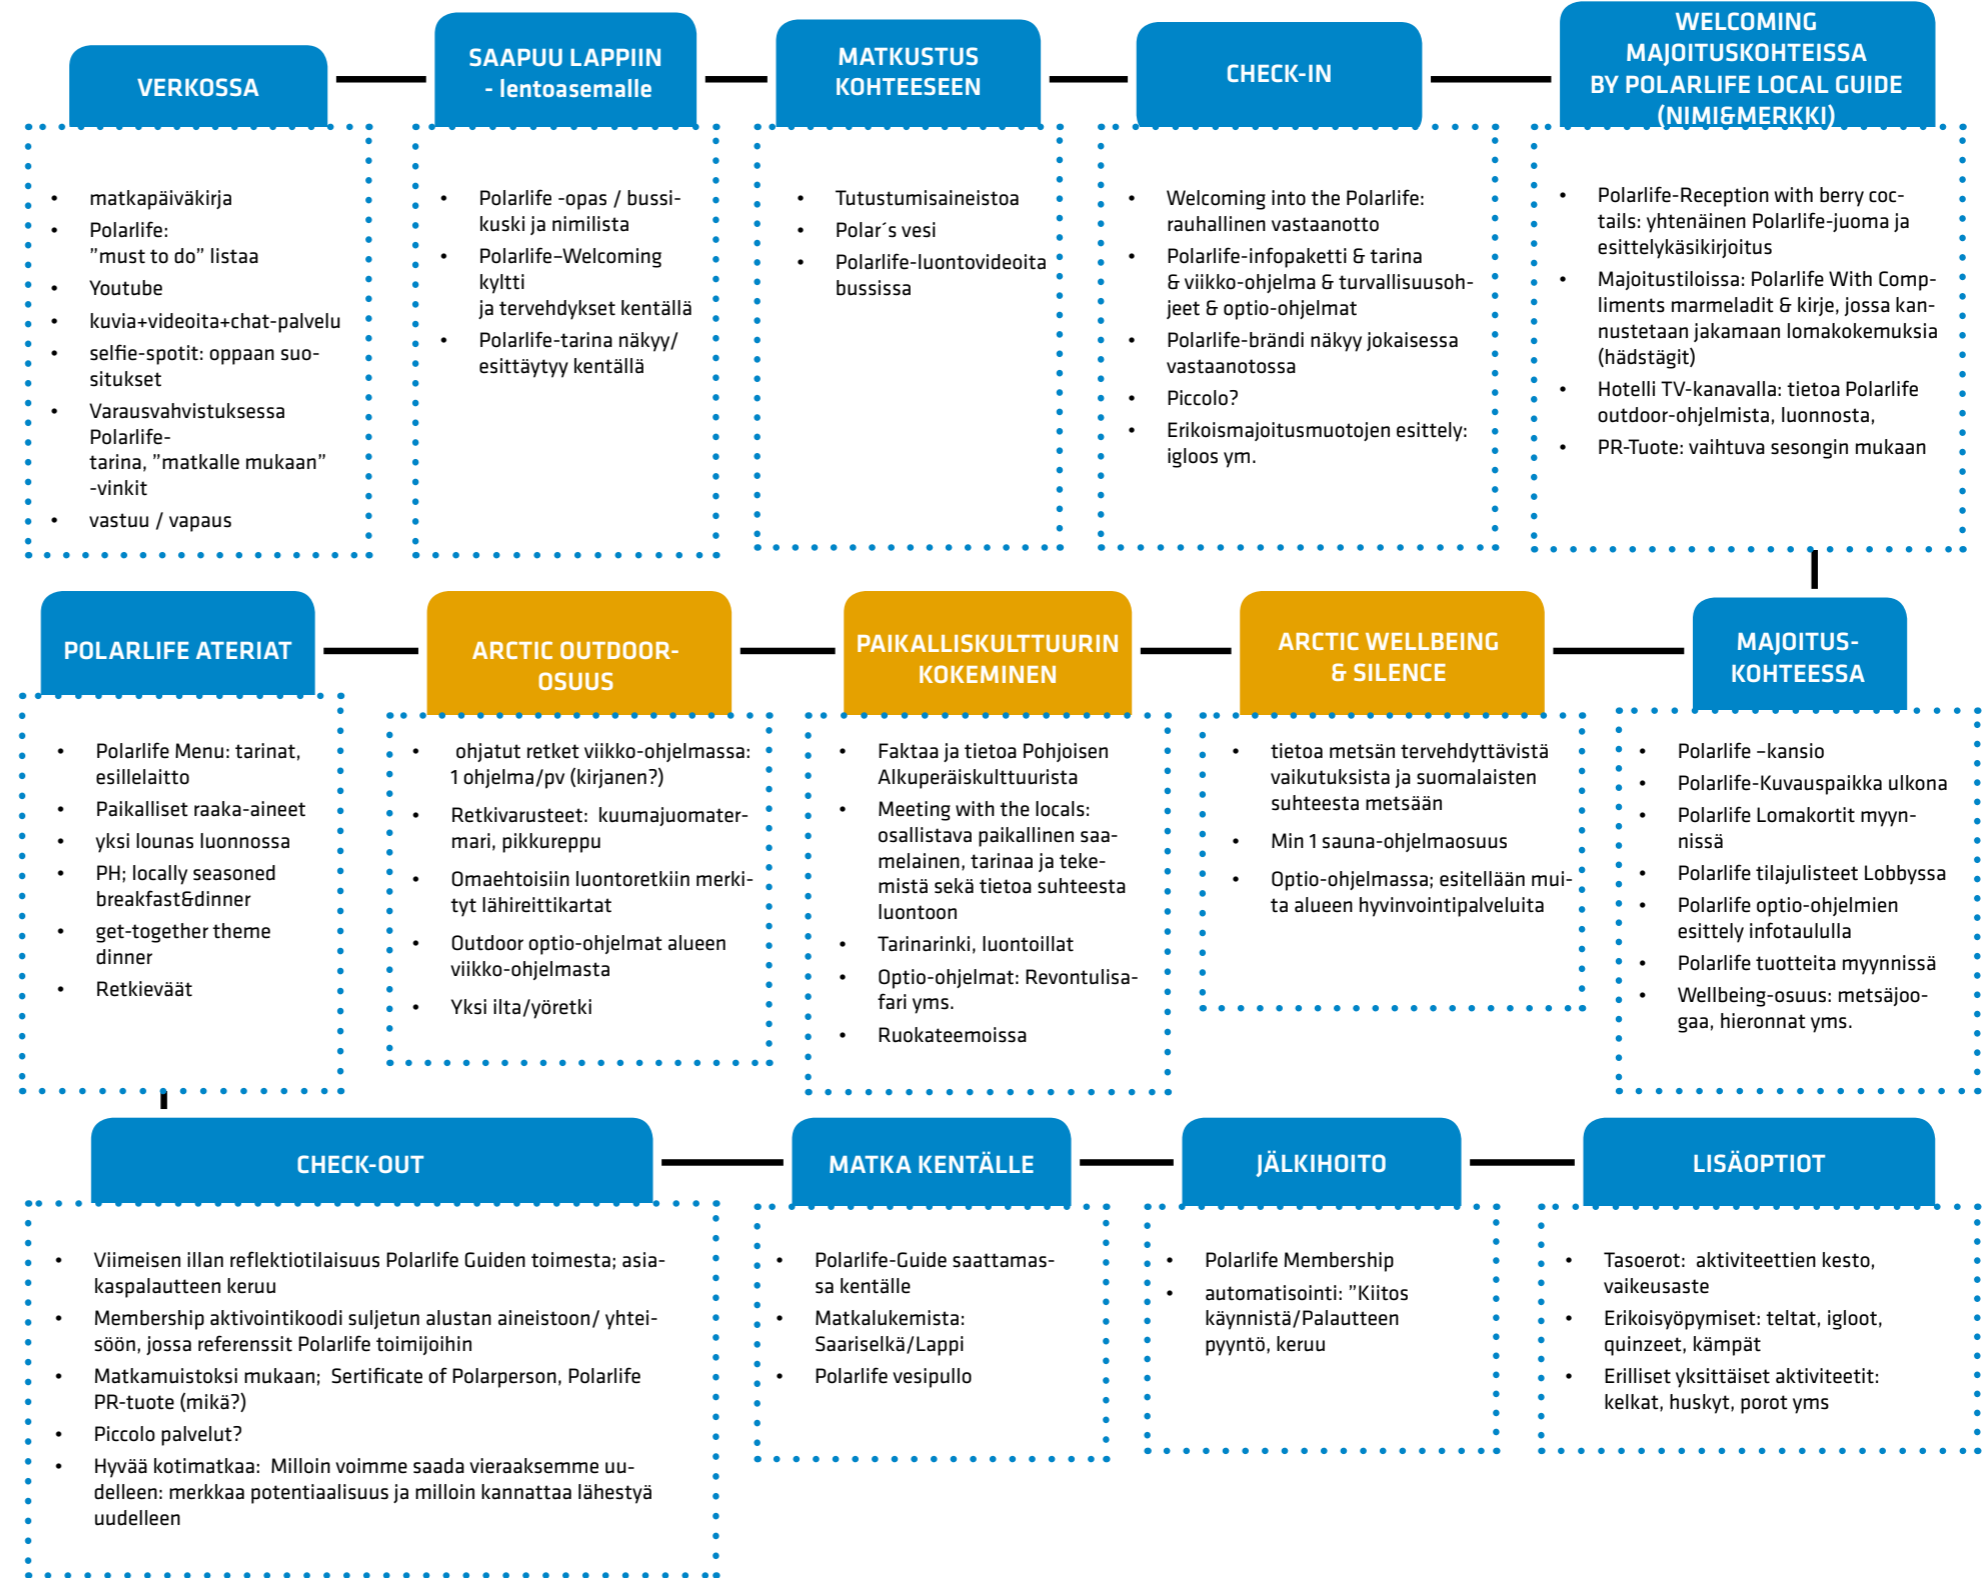 VERKOSSA
• matkapäiväkirja
• Polarlife:
”must to do” listaa
• Youtube
• kuvia+videoita+chat-palvelu
• selfie-spotit: oppaan suo-
situkset
• Varausvahvistuksessa
Polarlife-
tarina, ”matkalle mukaan”
-vinkit
• vastuu / vapaus
SAAPUU LAPPIIN
- lentoasemalle
• Polarlife -opas / bussi-
kuski ja nimilista
• Polarlife–Welcoming
kyltti
ja tervehdykset kentällä
• Polarlife-tarina näkyy/
esittäytyy kentällä
MATKUSTUS
KOHTEESEEN
• Tutustumisaineistoa
• Polar´s vesi
• Polarlife-luontovideoita
bussissa
CHECK-IN
• Welcoming into the Polarlife:
rauhallinen vastaanotto
• Polarlife-infopaketti & tarina
& viikko-ohjelma & turvallisuusoh-
jeet & optio-ohjelmat
• Polarlife-brändi näkyy jokaisessa
vastaanotossa
• Piccolo?
• Erikoismajoitusmuotojen esittely:
igloos ym.
WELCOMING
MAJOITUSKOHTEISSA
BY POLARLIFE LOCAL GUIDE
(NIMI&MERKKI)
• Polarlife-Reception with berry coc-
tails: yhtenäinen Polarlife-juoma ja
esittelykäsikirjoitus
• Majoitustiloissa: Polarlife With Comp-
liments marmeladit & kirje, jossa kan-
nustetaan jakamaan lomakokemuksia
(hädstägit)
• Hotelli TV-kanavalla: tietoa Polarlife
outdoor-ohjelmista, luonnosta,
• PR-Tuote: vaihtuva sesongin mukaan
POLARLIFE ATERIAT
• Polarlife Menu: tarinat,
esillelaitto
• Paikalliset raaka-aineet
• yksi lounas luonnossa
• PH; locally seasoned
breakfast&dinner
• get-together theme
dinner
• Retkieväät
ARCTIC OUTDOOR-
OSUUS
• ohjatut retket viikko-ohjelmassa:
1 ohjelma/pv (kirjanen?)
• Retkivarusteet: kuumajuomater-
mari, pikkureppu
• Omaehtoisiin luontoretkiin merki-
tyt lähireittikartat
• Outdoor optio-ohjelmat alueen
viikko-ohjelmasta
• Yksi ilta/yöretki
PAIKALLISKULTTUURIN
KOKEMINEN
• Faktaa ja tietoa Pohjoisen
Alkuperäiskulttuurista
• Meeting with the locals:
osallistava paikallinen saa-
melainen, tarinaa ja teke-
mistä sekä tietoa suhteesta
luontoon
• Tarinarinki, luontoillat
• Optio-ohjelmat: Revontulisa-
fari yms.
• Ruokateemoissa
ARCTIC WELLBEING
& SILENCE
• tietoa metsän tervehdyttävistä
vaikutuksista ja suomalaisten
suhteesta metsään
• Min 1 sauna-ohjelmaosuus
• Optio-ohjelmassa; esitellään mui-
ta alueen hyvinvointipalveluita
MAJOITUS-
KOHTEESSA
• Polarlife –kansio
• Polarlife-Kuvauspaikka ulkona
• Polarlife Lomakortit myyn-
nissä
• Polarlife tilajulisteet Lobbyssa
• Polarlife optio-ohjelmien
esittely infotaululla
• Polarlife tuotteita myynnissä
• Wellbeing-osuus: metsäjoo-
gaa, hieronnat yms.
CHECK-OUT
• Viimeisen illan reflektiotilaisuus Polarlife Guiden toimesta; asia-
kaspalautteen keruu
• Membership aktivointikoodi suljetun alustan aineistoon/ yhtei-
söön, jossa referenssit Polarlife toimijoihin
• Matkamuistoksi mukaan; Sertificate of Polarperson, Polarlife
PR-tuote (mikä?)
• Piccolo palvelut?
• Hyvää kotimatkaa: Milloin voimme saada vieraaksemme uu-
delleen: merkkaa potentiaalisuus ja milloin kannattaa lähestyä
uudelleen
MATKA KENTÄLLE
• Polarlife-Guide saattamas-
sa kentälle
• Matkalukemista:
Saariselkä/Lappi
• Polarlife vesipullo
JÄLKIHOITO
• Polarlife Membership
• automatisointi: ”Kiitos
käynnistä/Palautteen
pyyntö, keruu
LISÄOPTIOT
• Tasoerot: aktiviteettien kesto,
vaikeusaste
• Erikoisyöpymiset: teltat, igloot,
quinzeet, kämpät
• Erilliset yksittäiset aktiviteetit:
kelkat, huskyt, porot yms